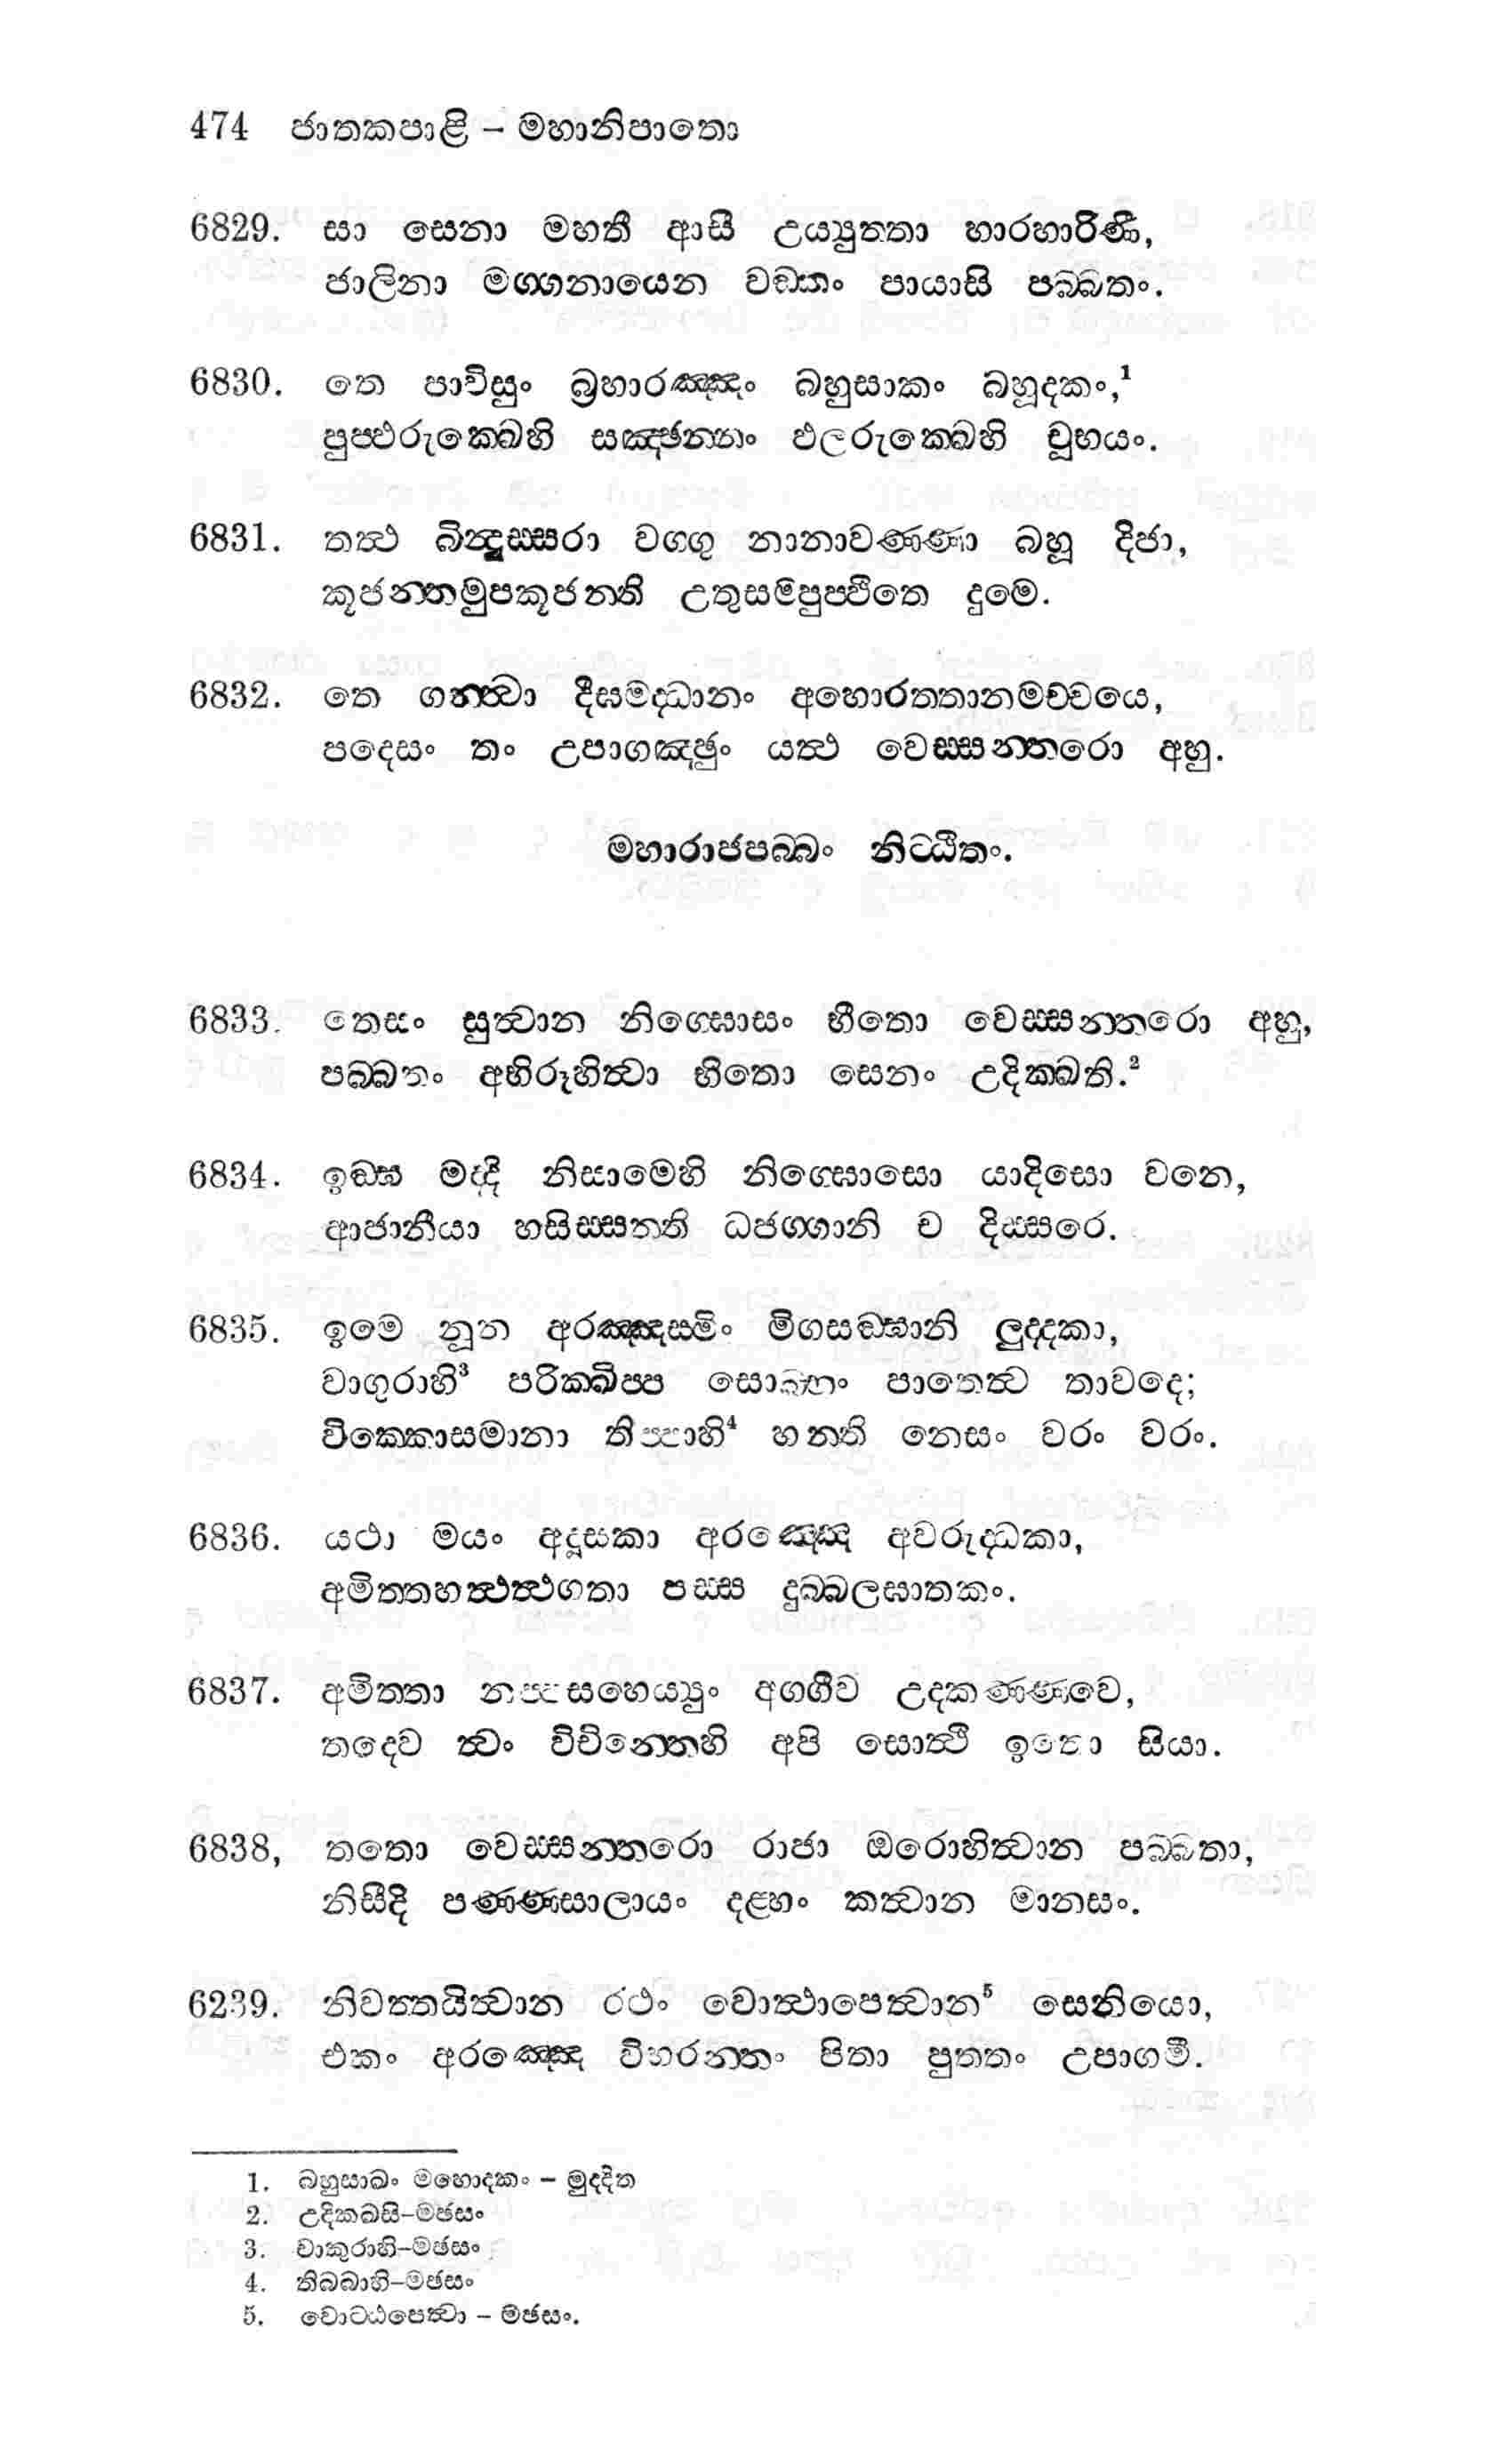 474 ජාතකපාළි – මහානිපාතො
6829. සා සෙනා මහතී ආසී උය්‍යුත්තා හාරහාරිණී,
ජාලිනා මග්ගනායෙන වඞ්කං පායාසි පබ්බතං.
6830. තෙ පාවිසුං බ්‍රහාරඤ්ඤං බහුසාකං බහූදකං,¹
පුප්ඵරුක්ඛෙහි සඤ්ඡන්නං ඵලරුක්ඛෙහි චූභයං.
6831. තත්‍ථ බින්‍දුස්සරා වග්ගු නානාවණ්ණා බහූ දිජා,
කූජන්තමුපකූජන්ති උතුසම්පුප්ඵිතෙ දුමෙ.
6832. තෙ ගන්ත්‍වා දීඝමද්ධානං අහොරත්තානමච්චයෙ,
පදෙසං තං උපාගඤ්ඡුං යත්‍ථ වෙස්සන්තරො අහු.
මහාරාජපබ්බං නිට්ඨිතං.
6833. තෙසං සුත්‍වාන නිග්ඝොසං භීතො වෙස්සන්තරො අහු,
පබ්බතං අභිරූහිත්‍වා භීතො සෙනං උදික්ඛති.²
6834. ඉඞ්ඝ මද්දි නිසාමෙහි නිග්ඝොසො යාදිසො වනෙ,
ආජානීයා හසිස්සන්ති ධජග්ගානි ච දිස්සරෙ.
6835. ඉමෙ නූන අරඤ්ඤස්මිං මිගසඞ්ඝානි ලුද්දකා,
වාගුරාහි³ පරික්ඛිප්ප සොබ්භං පාතෙත්‍ව තාවදෙ;
වික්කොසමානා තිප්පාහි⁴ හන්ති නෙසං වරං වරං.
6836. යථා මයං අදූසකා අරඤ්ඤෙ අවරුද්ධකා,
අමිත්තහත්‍ථත්‍ථගතා පස්ස දුබ්බලඝාතකං.
6837. අමිත්තා නප්පසහෙය්‍යුං අග්ගීව උදකණ්ණවෙ,
තදෙව ත්‍වං විචින්තෙහි අපි සොත්‍ථි ඉතො සියා.
6838, තතො වෙස්සන්තරො රාජා ඔරොහිත්‍වාන පබ්බතා,
නිසීදි පණ්ණසාලායං දළ්හං කත්‍වාන මානසං.
6239. නිවත්තයිත්‍වාන රථං වොත්‍ථාපෙත්‍වාන⁵ සෙනියො,
එකං අරඤ්ඤෙ විහරන්තං පිතා පුත්තං උපාගමී.
1. බහුසාඛං මහොදකං – මුද්දිත
2. උදික්ඛසි–මඡසං
3. වාකුරාහි–මඡසං
4. තිබ්බාහි–මඡසං
5. වොට්ඨපෙත්‍වා – මඡසං.